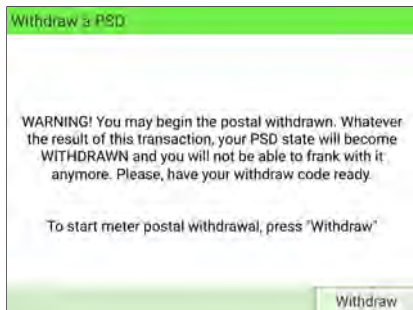 Withdraw a PSD
WARNING! You may begin the postal withdrawn. Whatever
the result of this transaction, your PSD state will become
WITHDRAWN and you will not be able to frank with it
anymore. Please, have your withdraw code ready.
To start meter postal withdrawal, press "Withdraw"
Withdraw